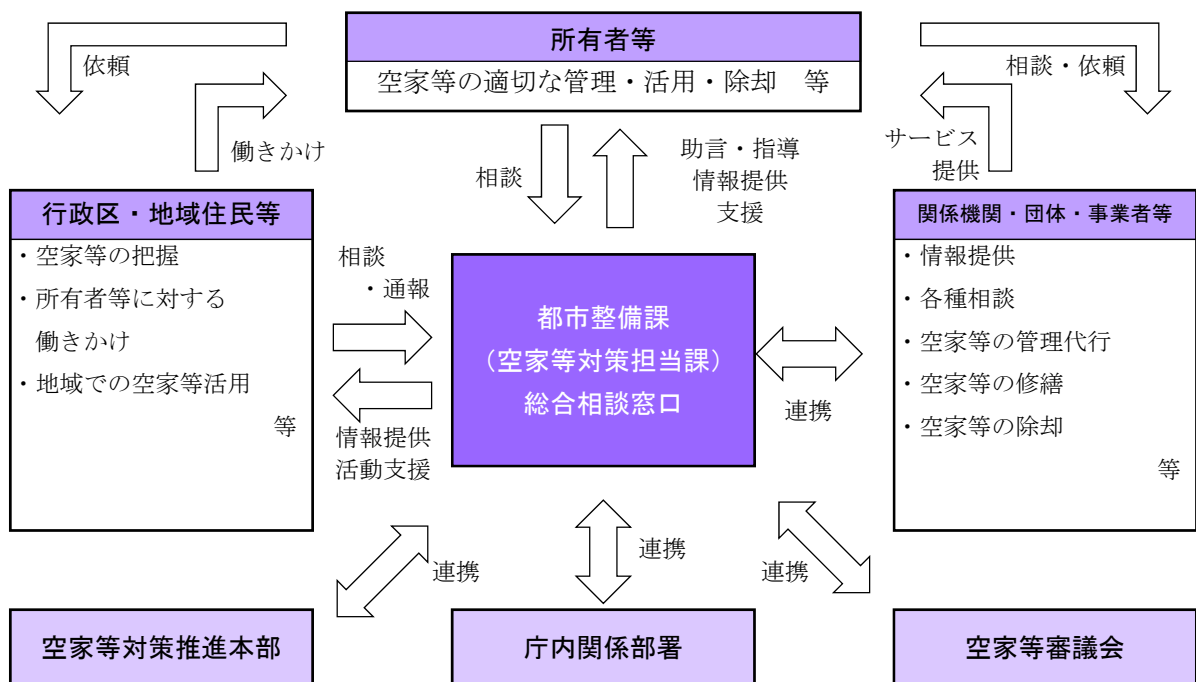 所有者等
空家等の適切な管理・活用・除却　等
依頼
働きかけ
相談・依頼
サービス
提供
相談
助言・指導
情報提供
支援
行政区・地域住民等
・空家等の把握
・所有者等に対する
働きかけ
・地域での空家等活用
等
相談
・通報
情報提供
活動支援
都市整備課
（空家等対策担当課）
総合相談窓口
連携
関係機関・団体・事業者等
・情報提供
・各種相談
・空家等の管理代行
・空家等の修繕
・空家等の除却
等
連携
連携
連携
空家等対策推進本部
庁内関係部署
空家等審議会